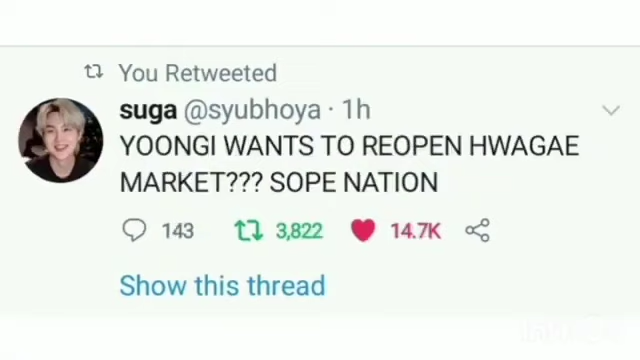 You Retweeted
suga @syubhoya · 1h
YOONGI WANTS TO REOPEN HWAGAE
MARKET??? SOPE NATION
143 3,822 14.7K
Show this thread